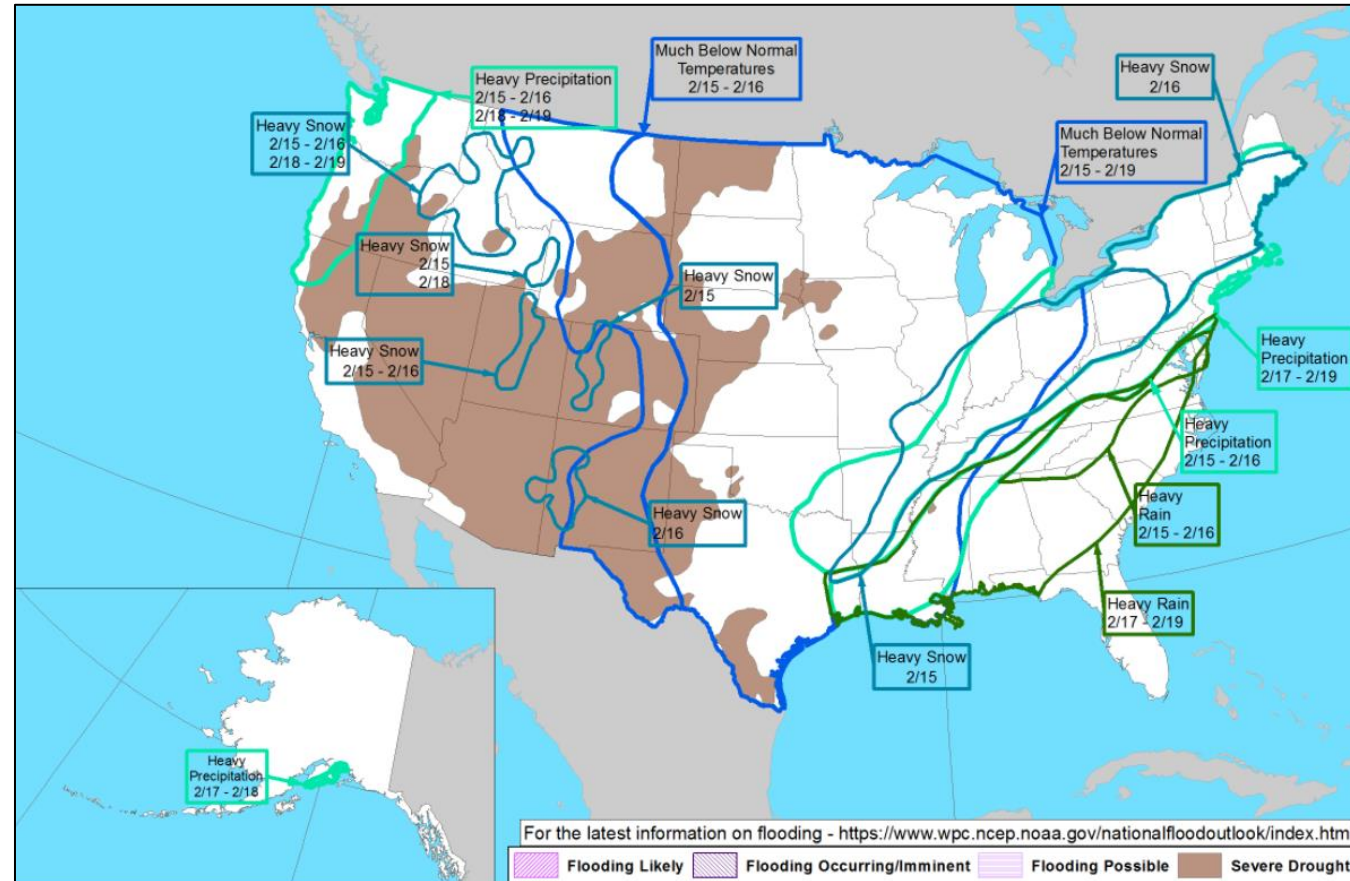 Much Below Normal
Temperatures
2/15 - 2/16
Heavy Snow
2/16
Heavy Precipitation
2/15 - 2/16
2/18 - 2/19
Heavy Snow
2/15 - 2/16
2/18 - 2/19
Much Below Normal
Temperatures
2/15 - 2/19
Heavy Snow
2/15
2/18
Heavy Snow
2/15
Heavy Snow
2/15 - 2/16
Heavy
Precipitation
2/17 - 2/19
Heavy
Precipitation
2/15 - 2/16
Heavy Snow
2/16
Heavy
Rain
2/15 - 2/16
Heavy Rain
2/17 - 2/19
Heavy Snow
2/15
Heavy
Precipitation
2/17 - 2/18
For the latest information on flooding - https://www.wpc.ncep.noaa.gov/nationalfloodoutlook/index.htm
Flooding Likely
Flooding Occurring/Imminent
Flooding Possible
Severe Drought